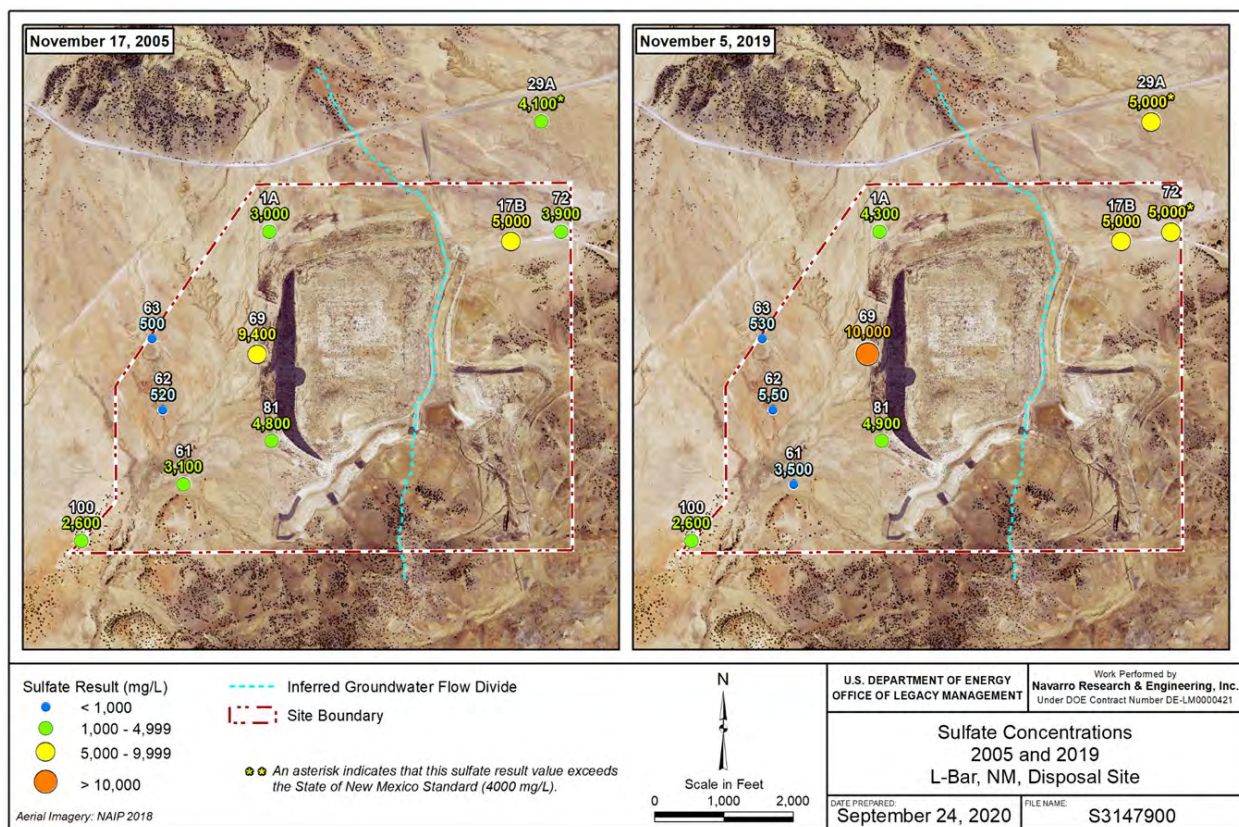 November 17, 2005
29A
4,100*
1A
3,000
17B
5,000
72
3,900
63
500
69
9,400
62
520
81
4,800
61
3,100
100
2,600
November 5, 2019
29A
5,000*
1A
4,300
17B
5,000
72
5,000*
63
530
69
10,000
62
5,50
81
4,900
61
3,500
100
2,600
Sulfate Result (mg/L)
< 1,000
1,000 - 4,999
5,000 - 9,999
> 10,000
Aerial Imagery: NAIP 2018
Inferred Groundwater Flow Divide
Site Boundary
** An asterisk indicates that this sulfate result value exceeds
the State of New Mexico Standard (4000 mg/L).
N
Scale in Feet
0 1,000 2,000
U.S. DEPARTMENT OF ENERGY
OFFICE OF LEGACY MANAGEMENT
Work Performed by
Navarro Research & Engineering, Inc.
Under DOE Contract Number DE-LM0000421
Sulfate Concentrations
2005 and 2019
L-Bar, NM, Disposal Site
DATE PREPARED:
September 24, 2020
FILE NAME:
S3147900